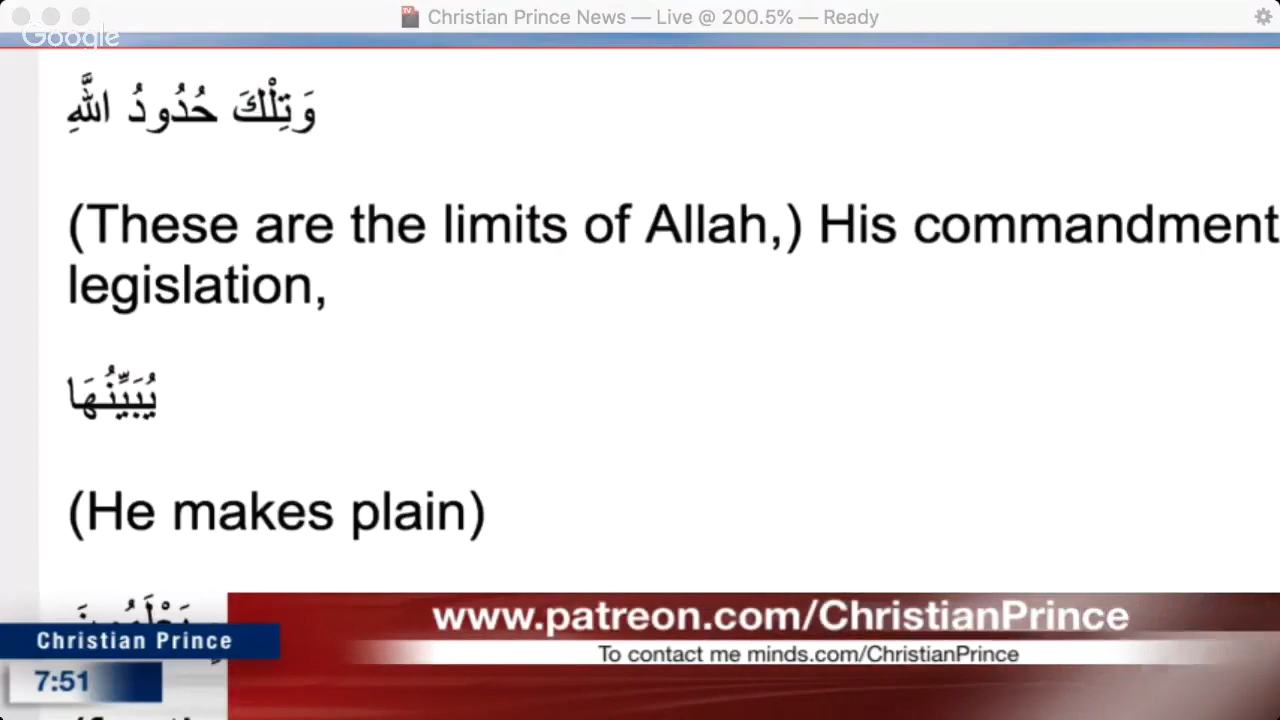 Christian Prince News — Live @ 200.5% — Ready
Google
وَتِلْكَ حُدُودُ اللَّهِ
(These are the limits of Allah,) His commandment
legislation,
يُبَيِّنُهَا
(He makes plain)
www.patreon.com/ChristianPrince
Christian Prince
To contact me minds.com/ChristianPrince
7:51